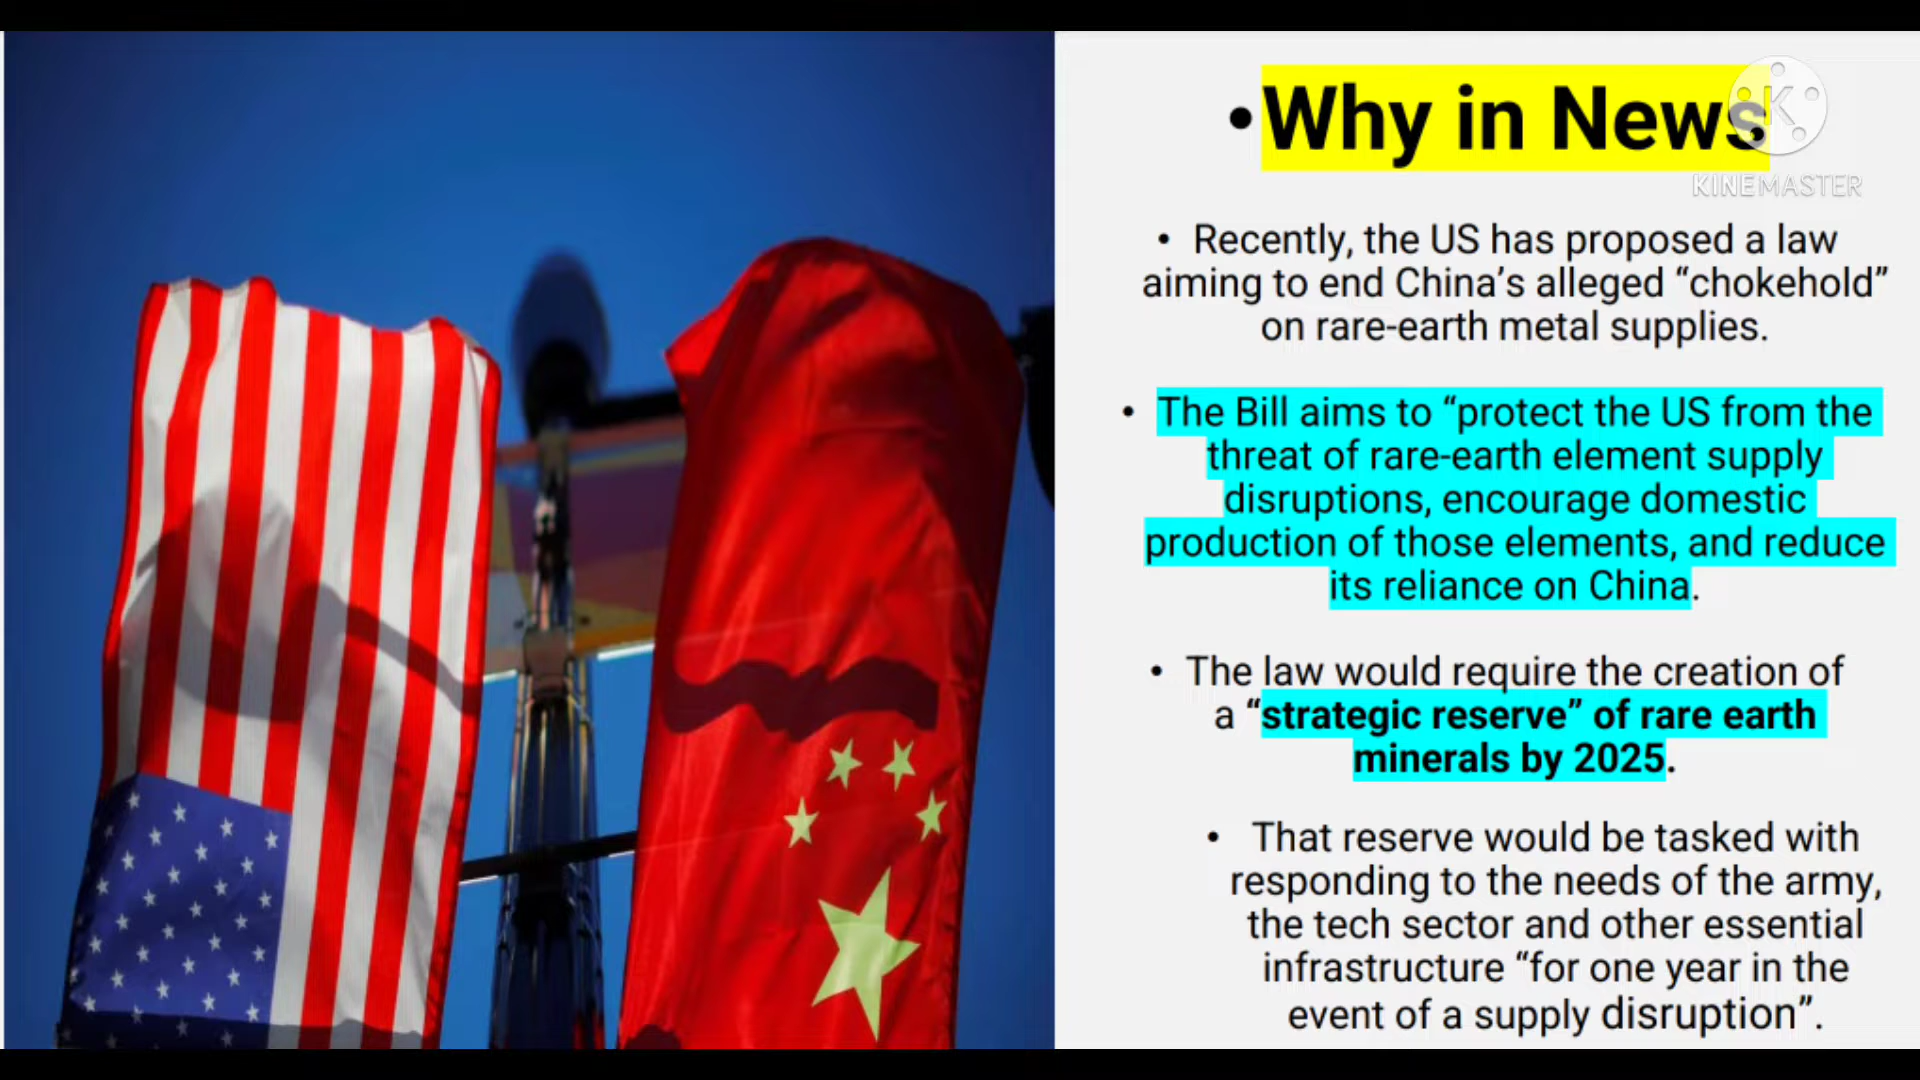 • Why in News
KINEMASTER
• Recently, the US has proposed a law
aiming to end China’s alleged “chokehold”
on rare-earth metal supplies.
• The Bill aims to “protect the US from the
threat of rare-earth element supply
disruptions, encourage domestic
production of those elements, and reduce
its reliance on China.
• The law would require the creation of
a “strategic reserve” of rare earth
minerals by 2025.
• That reserve would be tasked with
responding to the needs of the army,
the tech sector and other essential
infrastructure “for one year in the
event of a supply disruption”.